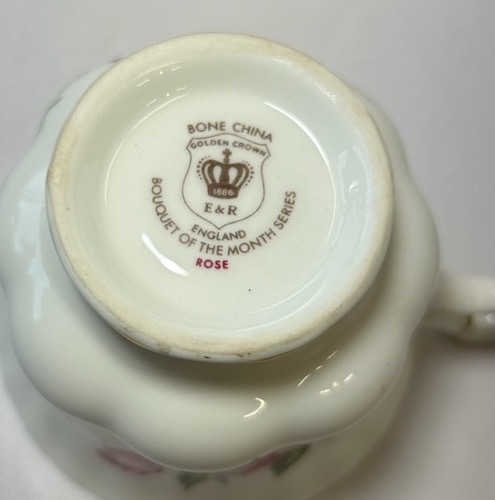 BONE CHINA
GOLDEN CROWN
1886
E & R
ENGLAND
BOUQUET OF THE MONTH SERIES
ROSE